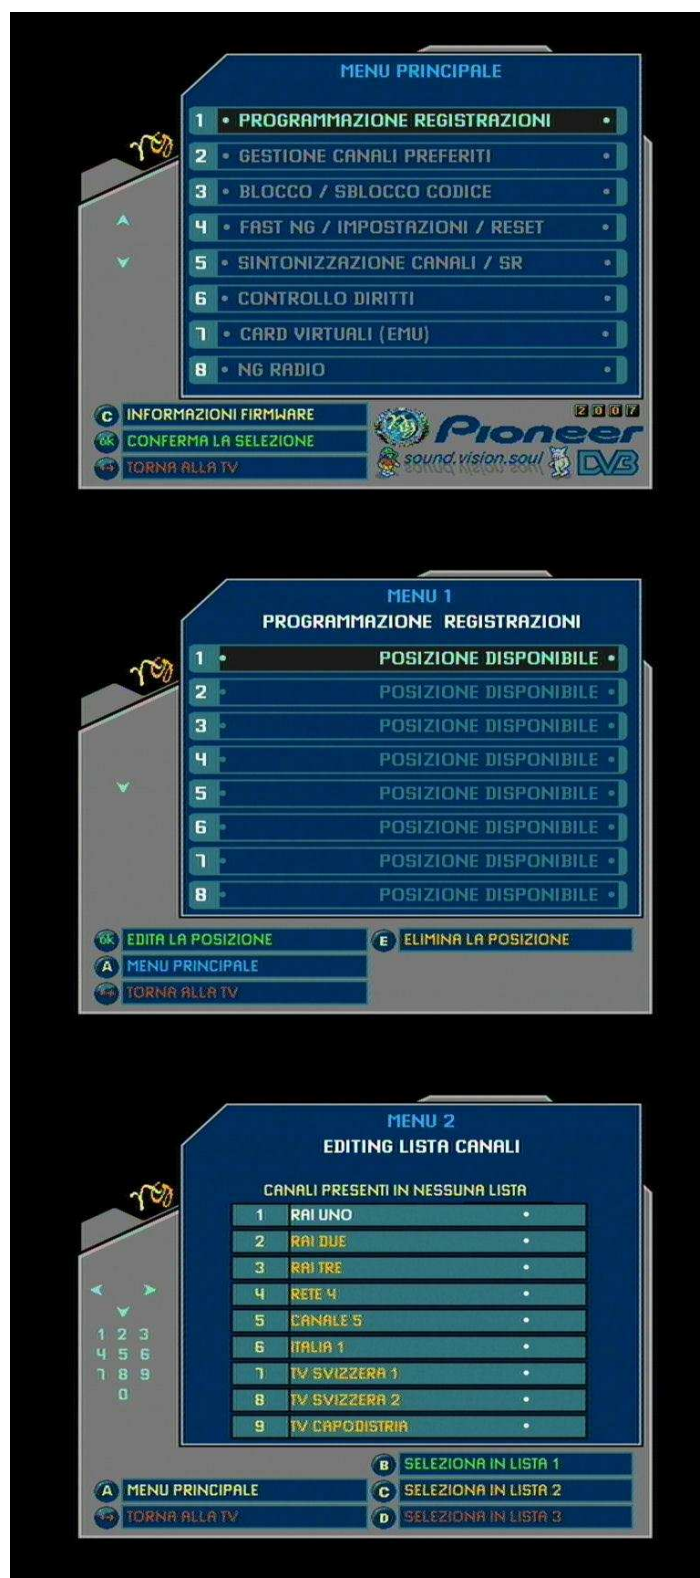 MENU PRINCIPALE
1 • PROGRAMMAZIONE REGISTRAZIONI •
2 • GESTIONE CANALI PREFERITI •
3 • BLOCCO / SBLOCCO CODICE •
4 • FAST NG / IMPOSTAZIONI / RESET •
5 • SINTONIZZAZIONE CANALI / SR •
6 • CONTROLLO DIRITTI •
7 • CARD VIRTUALI (EMU) •
8 • NG RADIO •
C INFORMAZIONI FIRMWARE
OK CONFERMA LA SELEZIONE
TORNA ALLA TV
2007
Pioneer
sound.vision.soul
DVB
MENU 1
PROGRAMMAZIONE REGISTRAZIONI
1 • POSIZIONE DISPONIBILE •
2 • POSIZIONE DISPONIBILE •
3 • POSIZIONE DISPONIBILE •
4 • POSIZIONE DISPONIBILE •
5 • POSIZIONE DISPONIBILE •
6 • POSIZIONE DISPONIBILE •
7 • POSIZIONE DISPONIBILE •
8 • POSIZIONE DISPONIBILE •
OK EDITA LA POSIZIONE
E ELIMINA LA POSIZIONE
A MENU PRINCIPALE
TORNA ALLA TV
MENU 2
EDITING LISTA CANALI
CANALI PRESENTI IN NESSUNA LISTA
1 RAI UNO •
2 RAI DUE •
3 RAI TRE •
4 RETE 4 •
5 CANALE 5 •
6 ITALIA 1 •
7 TV SVIZZERA 1 •
8 TV SVIZZERA 2 •
9 TV CAPODISTRIA •
1 2 3
4 5 6
7 8 9
0
B SELEZIONA IN LISTA 1
A MENU PRINCIPALE
C SELEZIONA IN LISTA 2
TORNA ALLA TV
D SELEZIONA IN LISTA 3